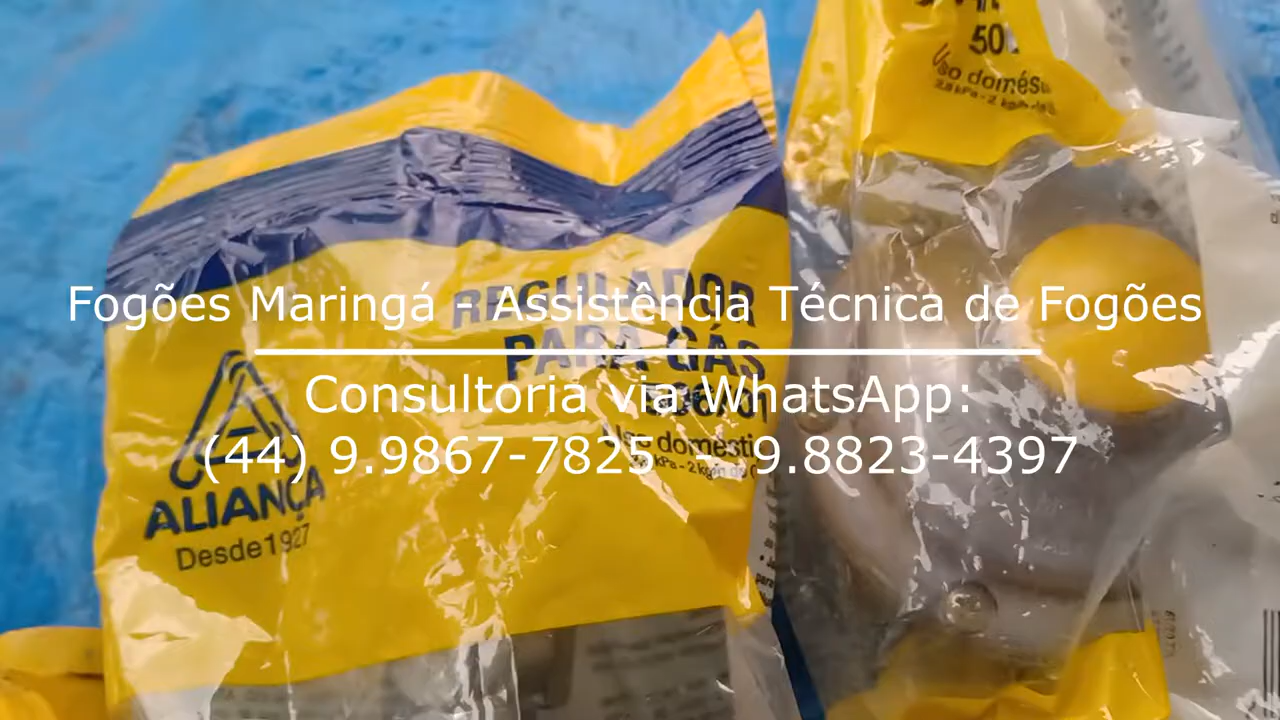 Fogões Maringá - Assistência Técnica de Fogões
Consultoria via WhatsApp:
(44) 9.9867-7825 - 9.8823-4397
REGULADOR
PARA GÁS
Uso domésti
ALIANÇA
Desde1927
50
Uso domés